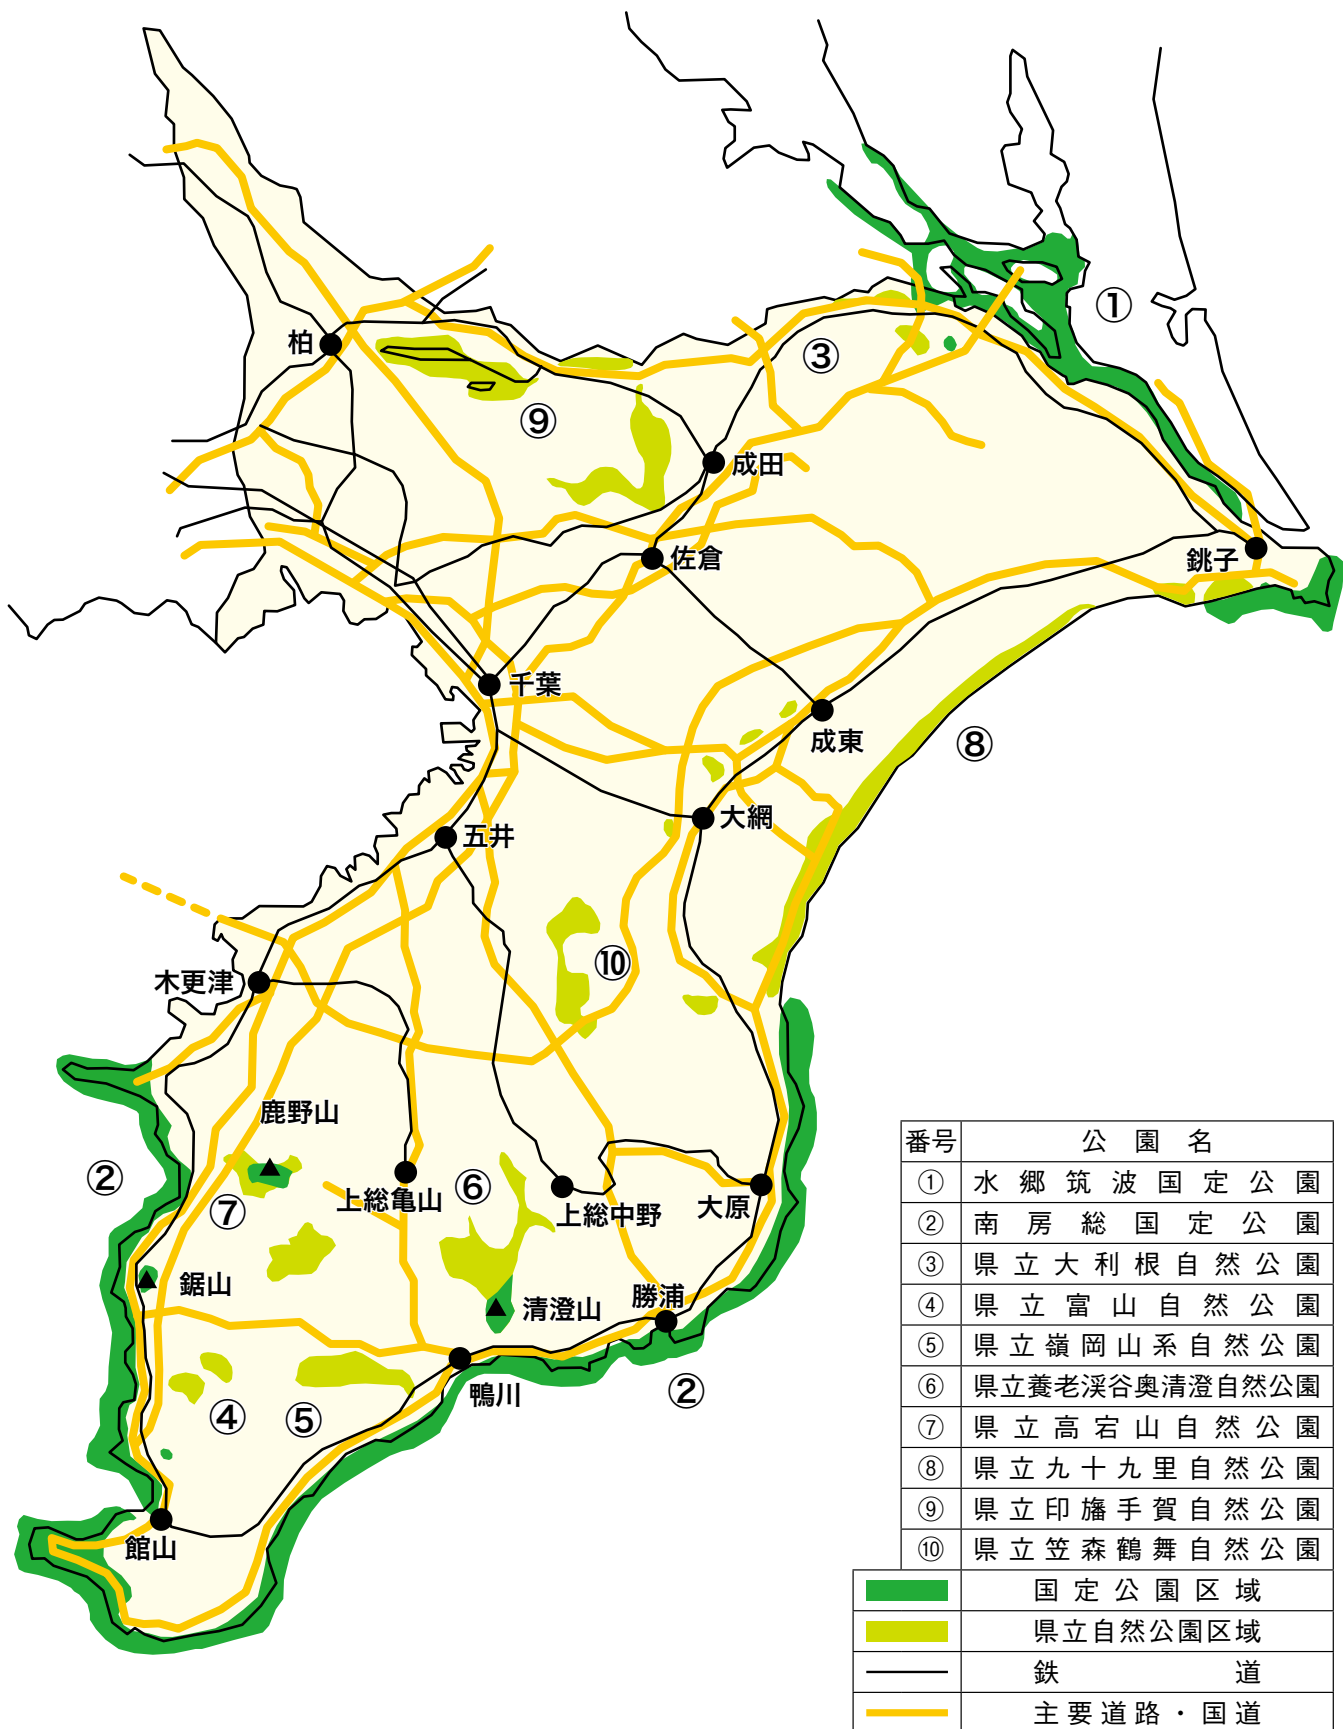 ①
柏
③
⑨
成田
佐倉
銚子
千葉
成東
⑧
大網
五井
⑩
木更津
鹿野山
②
⑦
上総亀山
⑥
上総中野
大原
鋸山
清澄山
勝浦
鴨川
②
④
⑤
館山
番号 公園名
① 水郷筑波国定公園
② 南房総国定公園
③ 県立大利根自然公園
④ 県立富山自然公園
⑤ 県立嶺岡山系自然公園
⑥ 県立養老渓谷奥清澄自然公園
⑦ 県立高宕山自然公園
⑧ 県立九十九里自然公園
⑨ 県立印旛手賀自然公園
⑩ 県立笠森鶴舞自然公園
国定公園区域
県立自然公園区域
鉄道
主要道路・国道